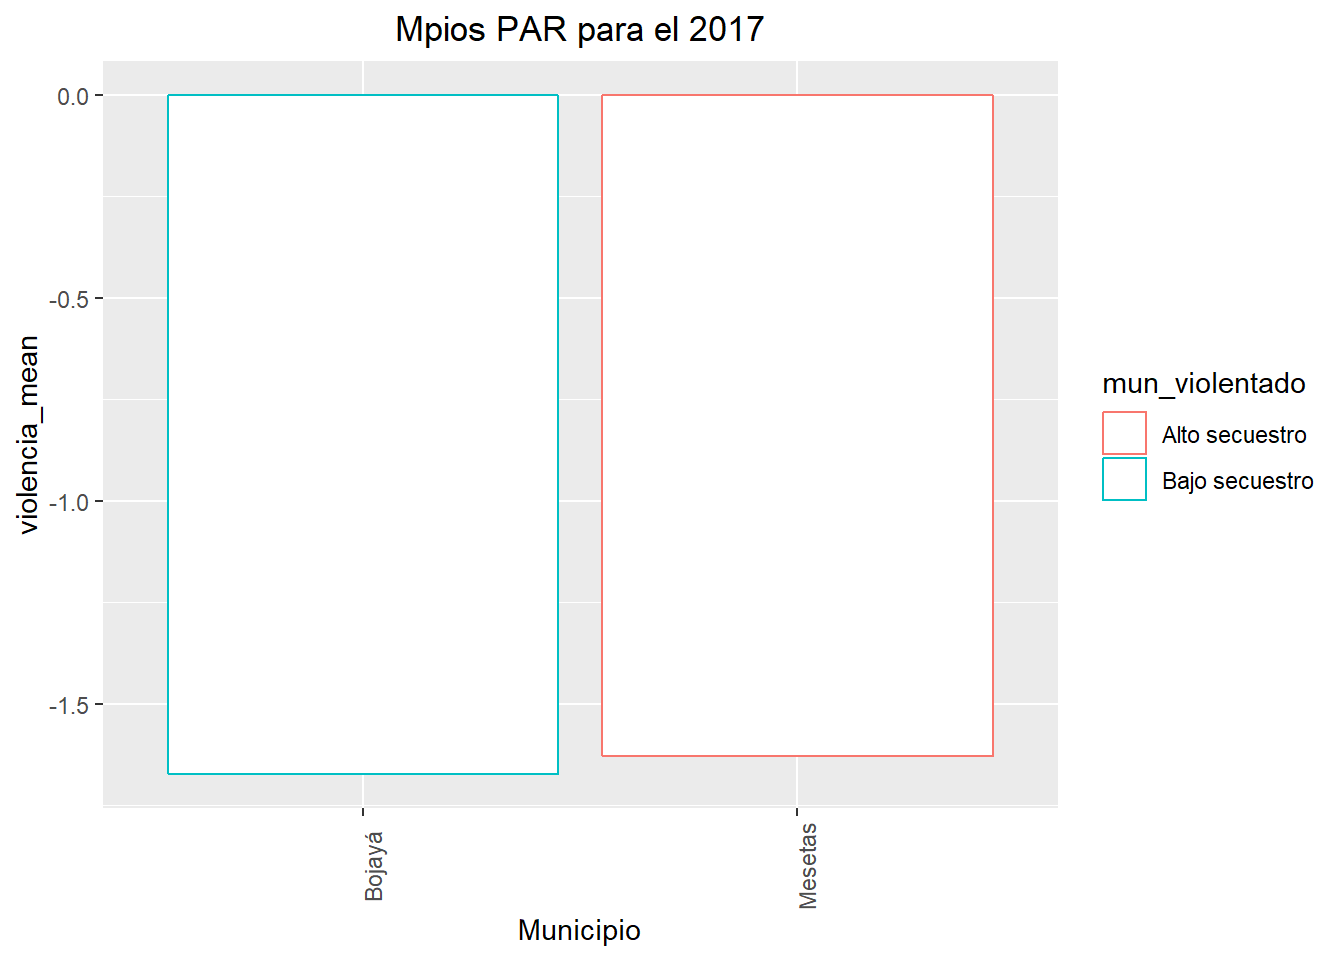 Mpios PAR para el 2017
0.0
-0.5
-1.0
-1.5
violencia_mean
Bojayá
Mesetas
Municipio
mun_violentado
Alto secuestro
Bajo secuestro